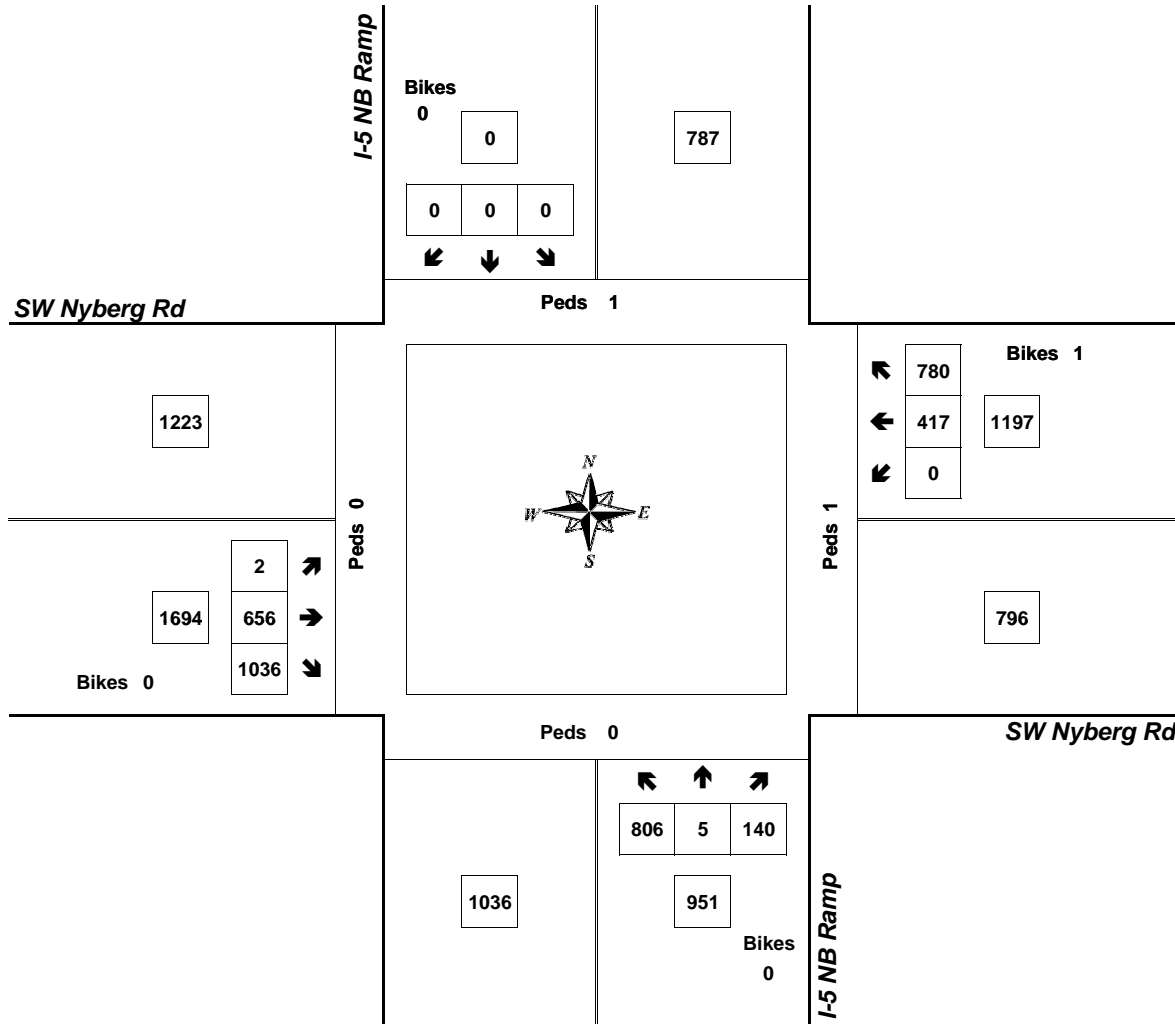 I-5 NB Ramp
Bikes
0
0
787
0 0 0
Peds 1
SW Nyberg Rd
Bikes 1
780
417
0
1197
1223
N
W E
S
Peds 0
Peds 1
2
656
1036
1694
Bikes 0
796
Peds 0
SW Nyberg Rd
806 5 140
1036
951
Bikes
0
I-5 NB Ramp